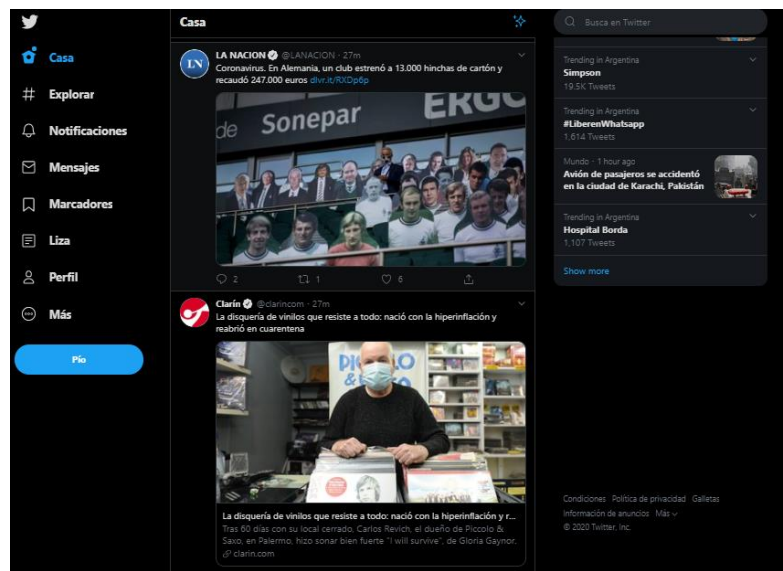 Casa
Explorar
Notificaciones
Mensajes
Marcadores
Liza
Perfil
Más
Pío
Casa
LA NACION @LANACION · 27m
Coronavirus. En Alemania, un club estrenó a 13.000 hinchas de cartón y
recaudó 247.000 euros dlvr.it/RXDp6p
de Sonepar ERGO
2 1 6
Clarín @clarincom · 27m
La disquería de vinilos que resiste a todo: nació con la hiperinflación y
reabrió en cuarentena
La disquería de vinilos que resiste a todo: nació con la hiperinflación y r...
Tras 60 días con su local cerrado, Carlos Revich, el dueño de Piccolo &
Saxo, en Palermo, hizo sonar bien fuerte "I will survive", de Gloria Gaynor.
clarin.com
Busca en Twitter
Trending in Argentina
Simpson
19.5K Tweets
Trending in Argentina
#LiberenWhatsapp
1,614 Tweets
Mundo · 1 hour ago
Avión de pasajeros se accidentó
en la ciudad de Karachi, Pakistán
Trending in Argentina
Hospital Borda
1,107 Tweets
Show more
Condiciones Política de privacidad Galletas
Información de anuncios Más
© 2020 Twitter, Inc.